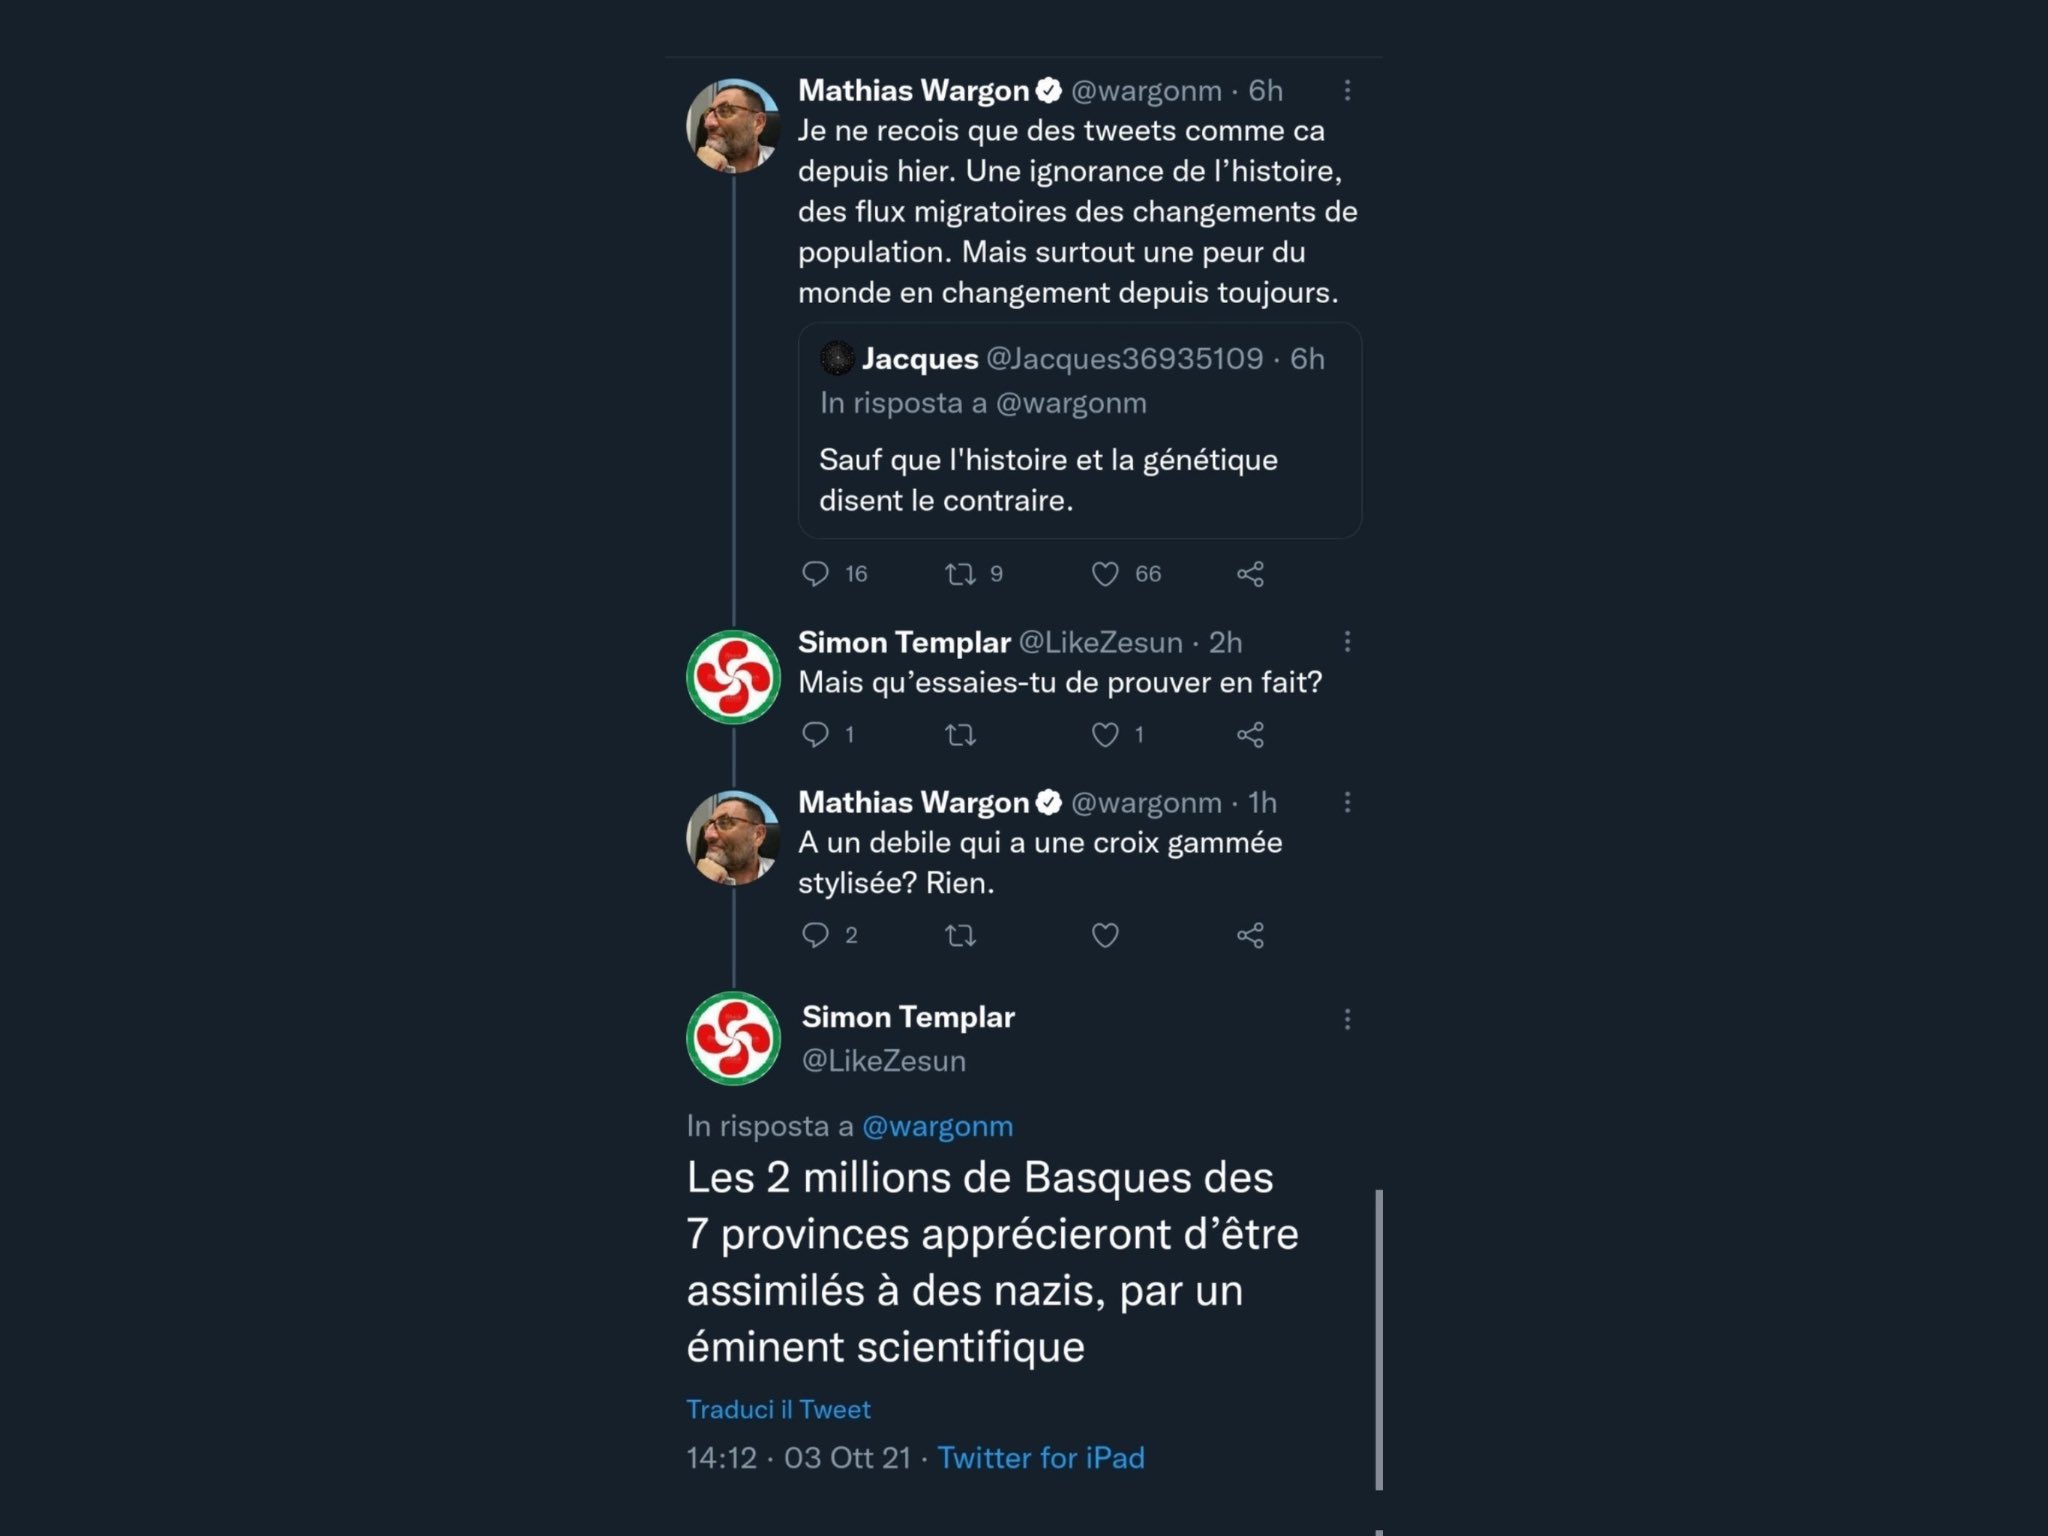 Mathias Wargon @wargonm · 6h
Je ne recois que des tweets comme ca
depuis hier. Une ignorance de l’histoire,
des flux migratoires des changements de
population. Mais surtout une peur du
monde en changement depuis toujours.
Jacques @Jacques36935109 · 6h
In risposta a @wargonm
Sauf que l'histoire et la génétique
disent le contraire.
16 9 66
Simon Templar @LikeZesun · 2h
Mais qu’essaies-tu de prouver en fait?
1 1
Mathias Wargon @wargonm · 1h
A un debile qui a une croix gammée
stylisée? Rien.
2
Simon Templar
@LikeZesun
In risposta a @wargonm
Les 2 millions de Basques des
7 provinces apprécieront d’être
assimilés à des nazis, par un
éminent scientifique
Traduci il Tweet
14:12 · 03 Ott 21 · Twitter for iPad